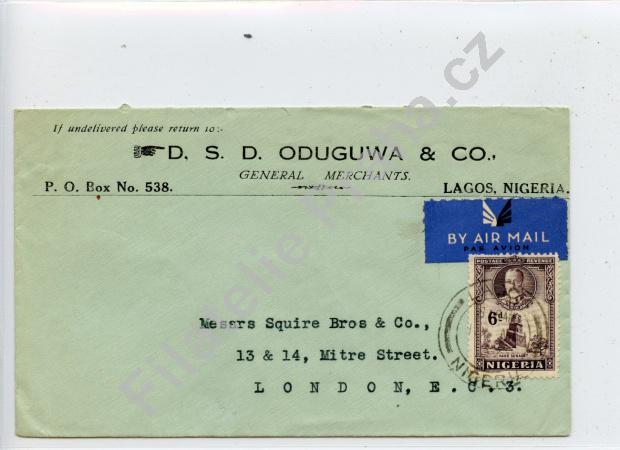 If undelivered please return to:-
D. S. D. ODUGUWA & CO.,
GENERAL MERCHANTS.
P. O. Box No. 538.
LAGOS, NIGERIA.
BY AIR MAIL
PAR AVION
POSTAGE REVENUE
6d
NIGERIA
NIGERIA
Messrs Squire Bros & Co.,
13 & 14, Mitre Street.
LONDON, E. C. 3.
Filatelie Praha.cz